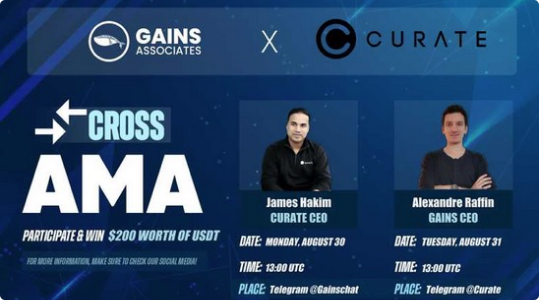 GAINS
ASSOCIATES
X
CURATE
CROSS
AMA
PARTICIPATE & WIN $200 WORTH OF USDT
FOR MORE INFORMATION, MAKE SURE TO CHECK OUR SOCIAL MEDIA!
James Hakim
CURATE CEO
DATE: MONDAY, AUGUST 30
TIME: 13:00 UTC
PLACE: Telegram @Gainschat
Alexandre Raffin
GAINS CEO
DATE: TUESDAY, AUGUST 31
TIME: 13:00 UTC
PLACE: Telegram @Curate